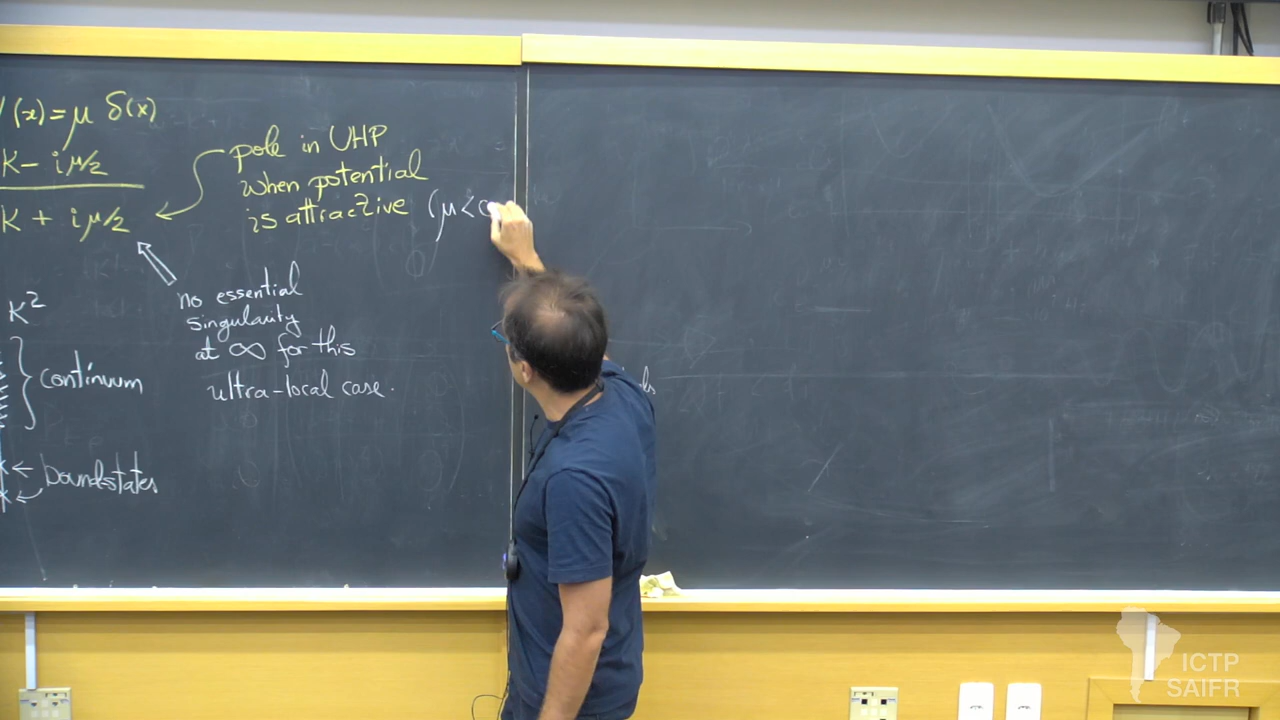 (x) = μ δ(x)
K - iμ/2
K + iμ/2
pole in UHP
when potential
is attractive (μ <
no essential
singularity
at ∞ for this
ultra-local case.
K²
continuum
boundstates
ICTP
SAIFR